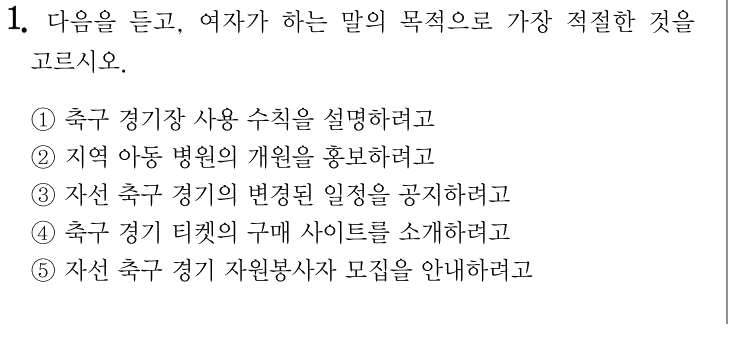 1. 다음을 듣고, 여자가 하는 말의 목적으로 가장 적절한 것을
고르시오.
① 축구 경기장 사용 수칙을 설명하려고
② 지역 아동 병원의 개원을 홍보하려고
③ 자선 축구 경기의 변경된 일정을 공지하려고
④ 축구 경기 티켓의 구매 사이트를 소개하려고
⑤ 자선 축구 경기 자원봉사자 모집을 안내하려고